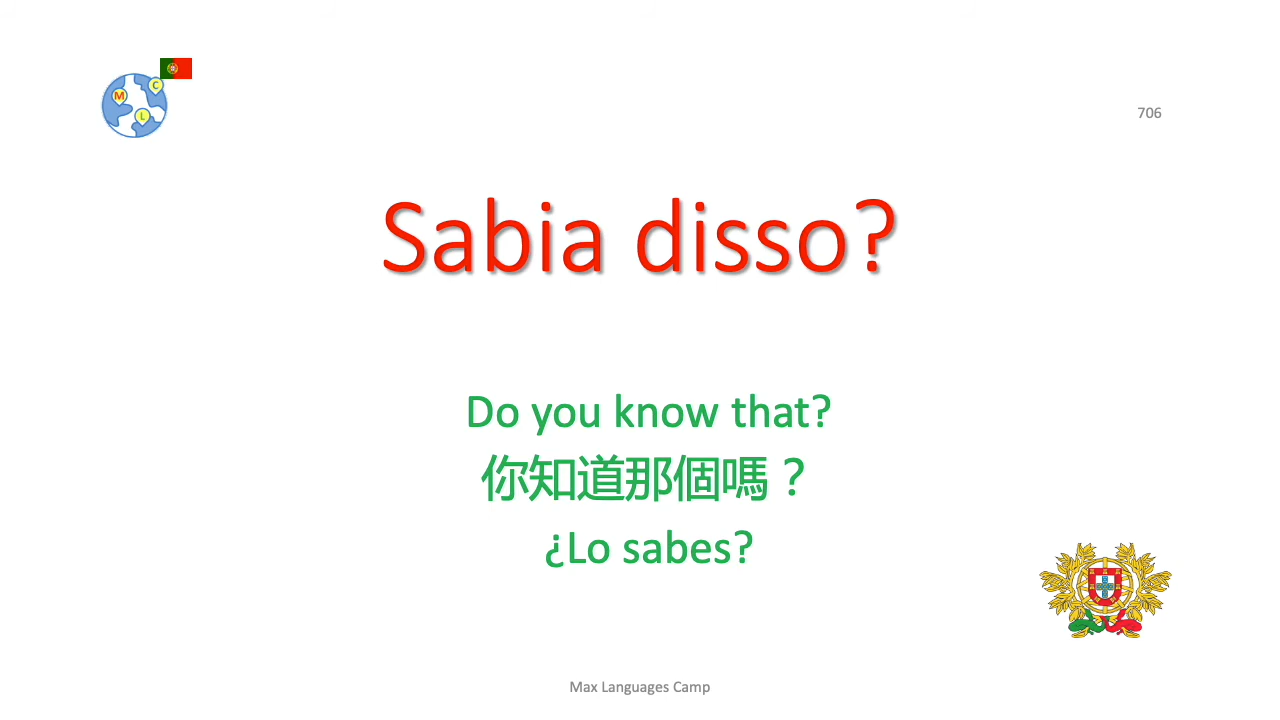 M
C
L
706
Sabia disso?
Do you know that?
你知道那個嗎？
¿Lo sabes?
Max Languages Camp